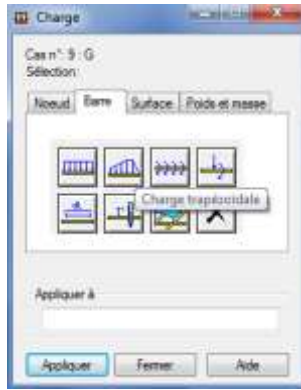 Charge
Cas n°: 9 : G
Sélection:
Noeud Barre Surface Poids et masse
Charge trapézoïdale
Appliquer à
Appliquer Fermer Aide